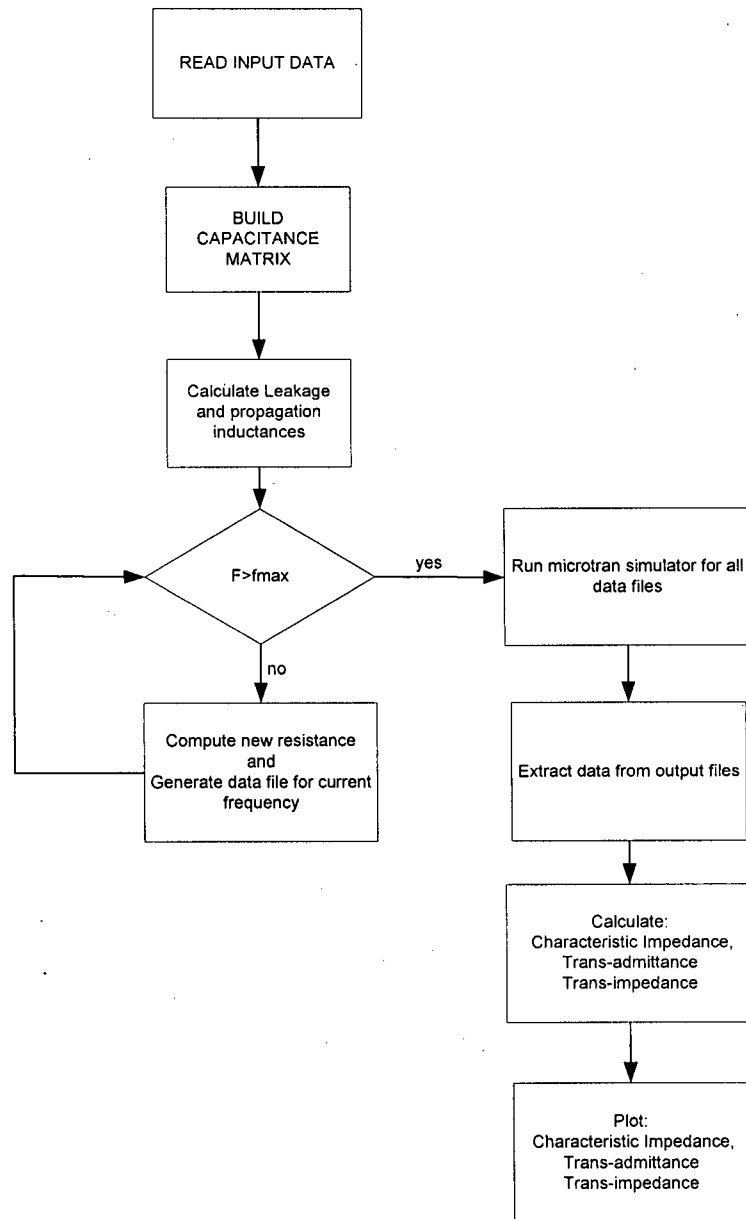 READ INPUT DATA
BUILD
CAPACITANCE
MATRIX
Calculate Leakage
and propagation
inductances
F>fmax
yes
no
Compute new resistance
and
Generate data file for current
frequency
Run microtran simulator for all
data files
Extract data from output files
Calculate:
Characteristic Impedance,
Trans-admittance
Trans-impedance
Plot:
Characteristic Impedance,
Trans-admittance
Trans-impedance